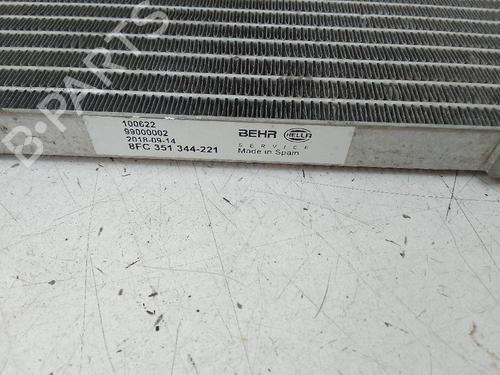 B-PARTS
100622
99000002
2018-09-14
8FC 351 344-221
BEHR HELLA
SERVICE
Made in Spain